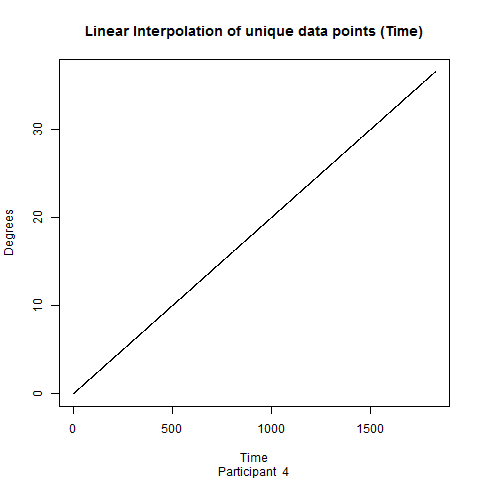 Linear Interpolation of unique data points (Time)
Degrees
30
20
10
0
0 500 1000 1500
Time
Participant 4